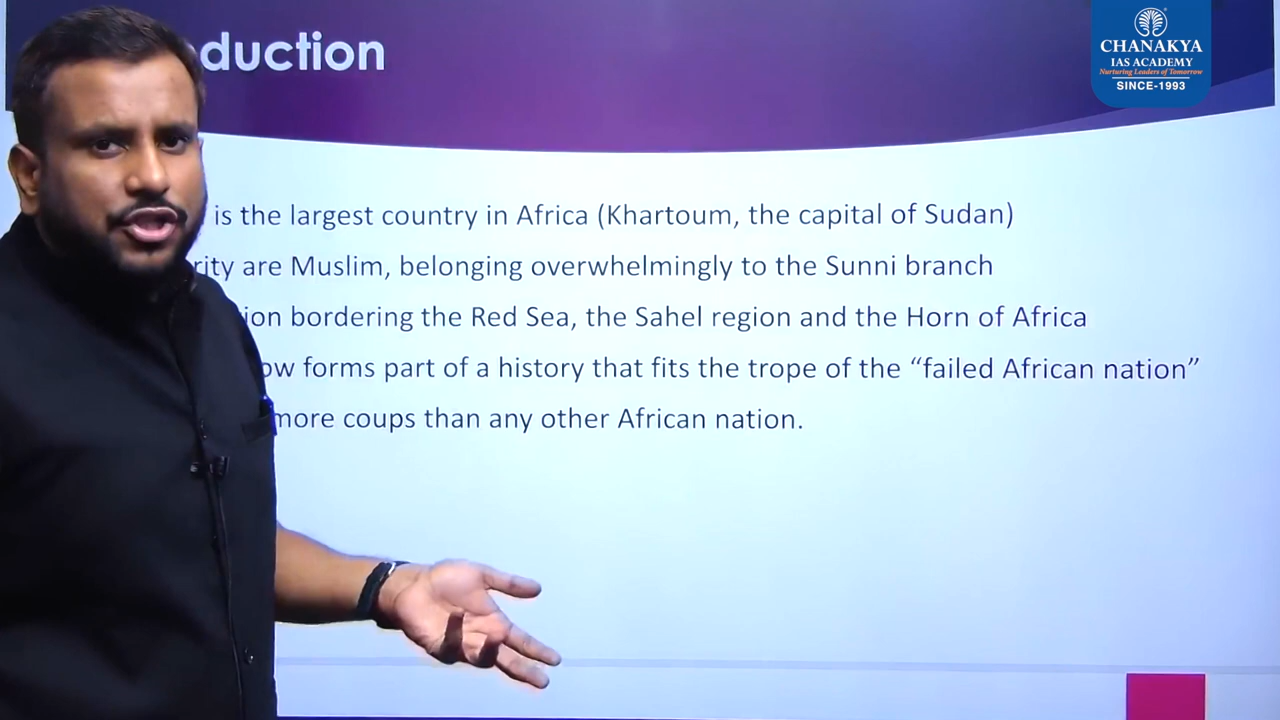 duction
CHANAKYA
IAS ACADEMY
Nurturing Leaders of Tomorrow
SINCE-1993
is the largest country in Africa (Khartoum, the capital of Sudan)
rity are Muslim, belonging overwhelmingly to the Sunni branch
ion bordering the Red Sea, the Sahel region and the Horn of Africa
ow forms part of a history that fits the trope of the “failed African nation”
more coups than any other African nation.